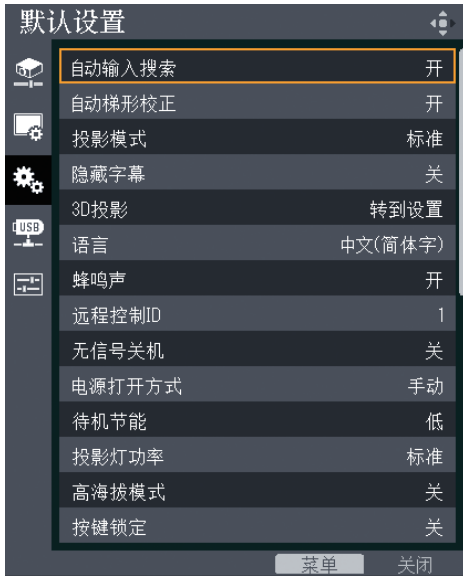 默认设置
自动输入搜索 开
自动梯形校正 开
投影模式 标准
隐藏字幕 关
3D投影 转到设置
USB
语言 中文(简体字)
蜂鸣声 开
远程控制ID 1
无信号关机 关
电源打开方式 手动
待机节能 低
投影灯功率 标准
高海拔模式 关
按键锁定 关
菜单 关闭